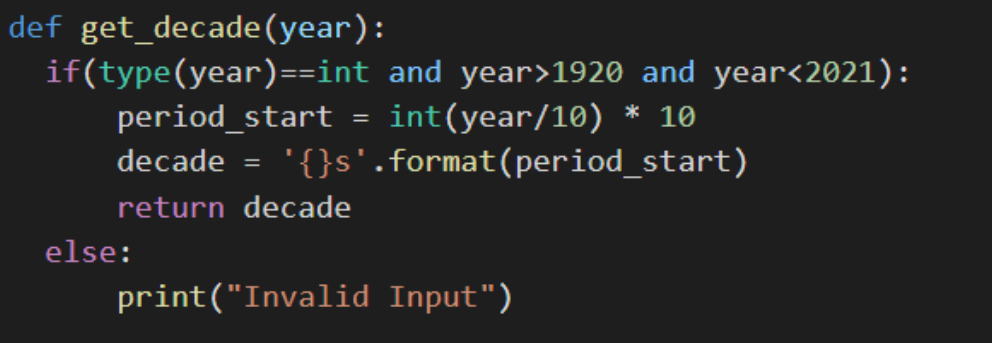 def get_decade(year):
  if(type(year)==int and year>1920 and year<2021):
      period_start = int(year/10) * 10
      decade = '{}s'.format(period_start)
      return decade
  else:
      print("Invalid Input")